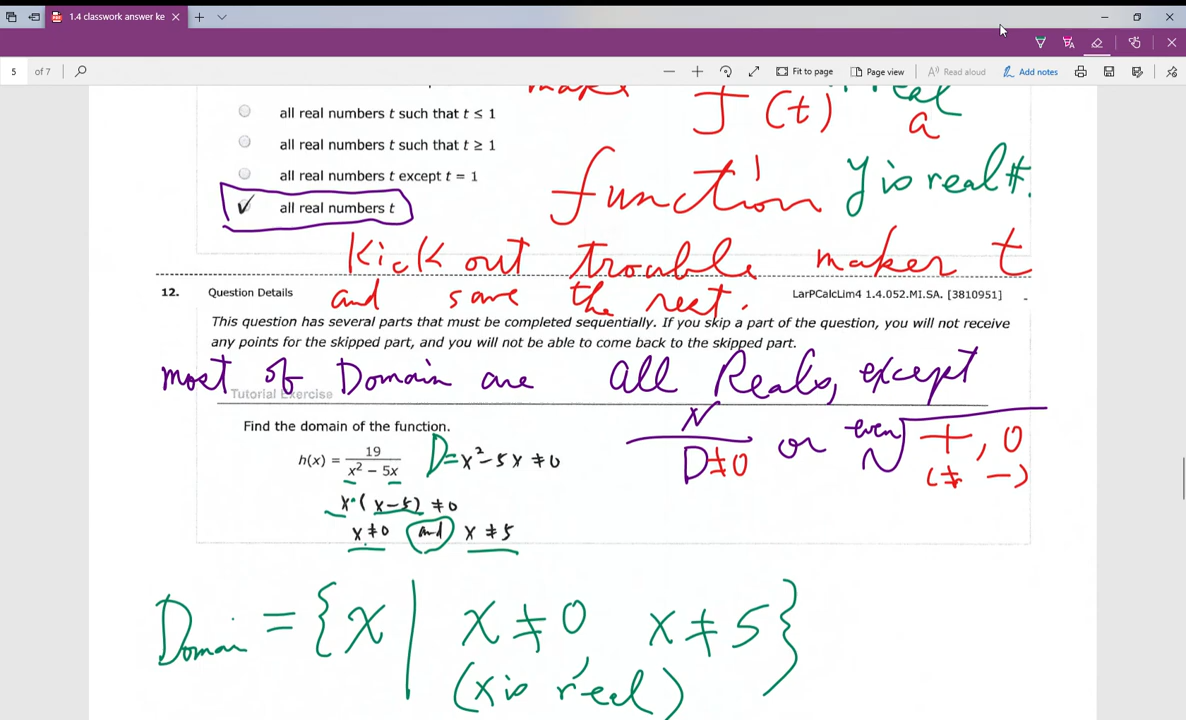 1.4 classwork answer ke
5 of 7 Fit to page Page view Read aloud Add notes
make f(t) a real
all real numbers t such that t ≤ 1
all real numbers t such that t ≥ 1
all real numbers t except t = 1
function y is real #.
all real numbers t
Kick out trouble maker t
12. Question Details LarPCalcLim4 1.4.052.MI.SA. [3810951]
and save the rest.
This question has several parts that must be completed sequentially. If you skip a part of the question, you will not receive
any points for the skipped part, and you will not be able to come back to the skipped part.
most of Domain are all Reals, except
Tutorial Exercise
Find the domain of the function.
N / D≠0 or even√ +, 0
N (≠ −)
h(x) = 19 / x² − 5x D = x² − 5x ≠ 0
x·(x−5) ≠ 0
x≠0 and x≠5
Domain = {x | x≠0, x≠5}
(x is real)